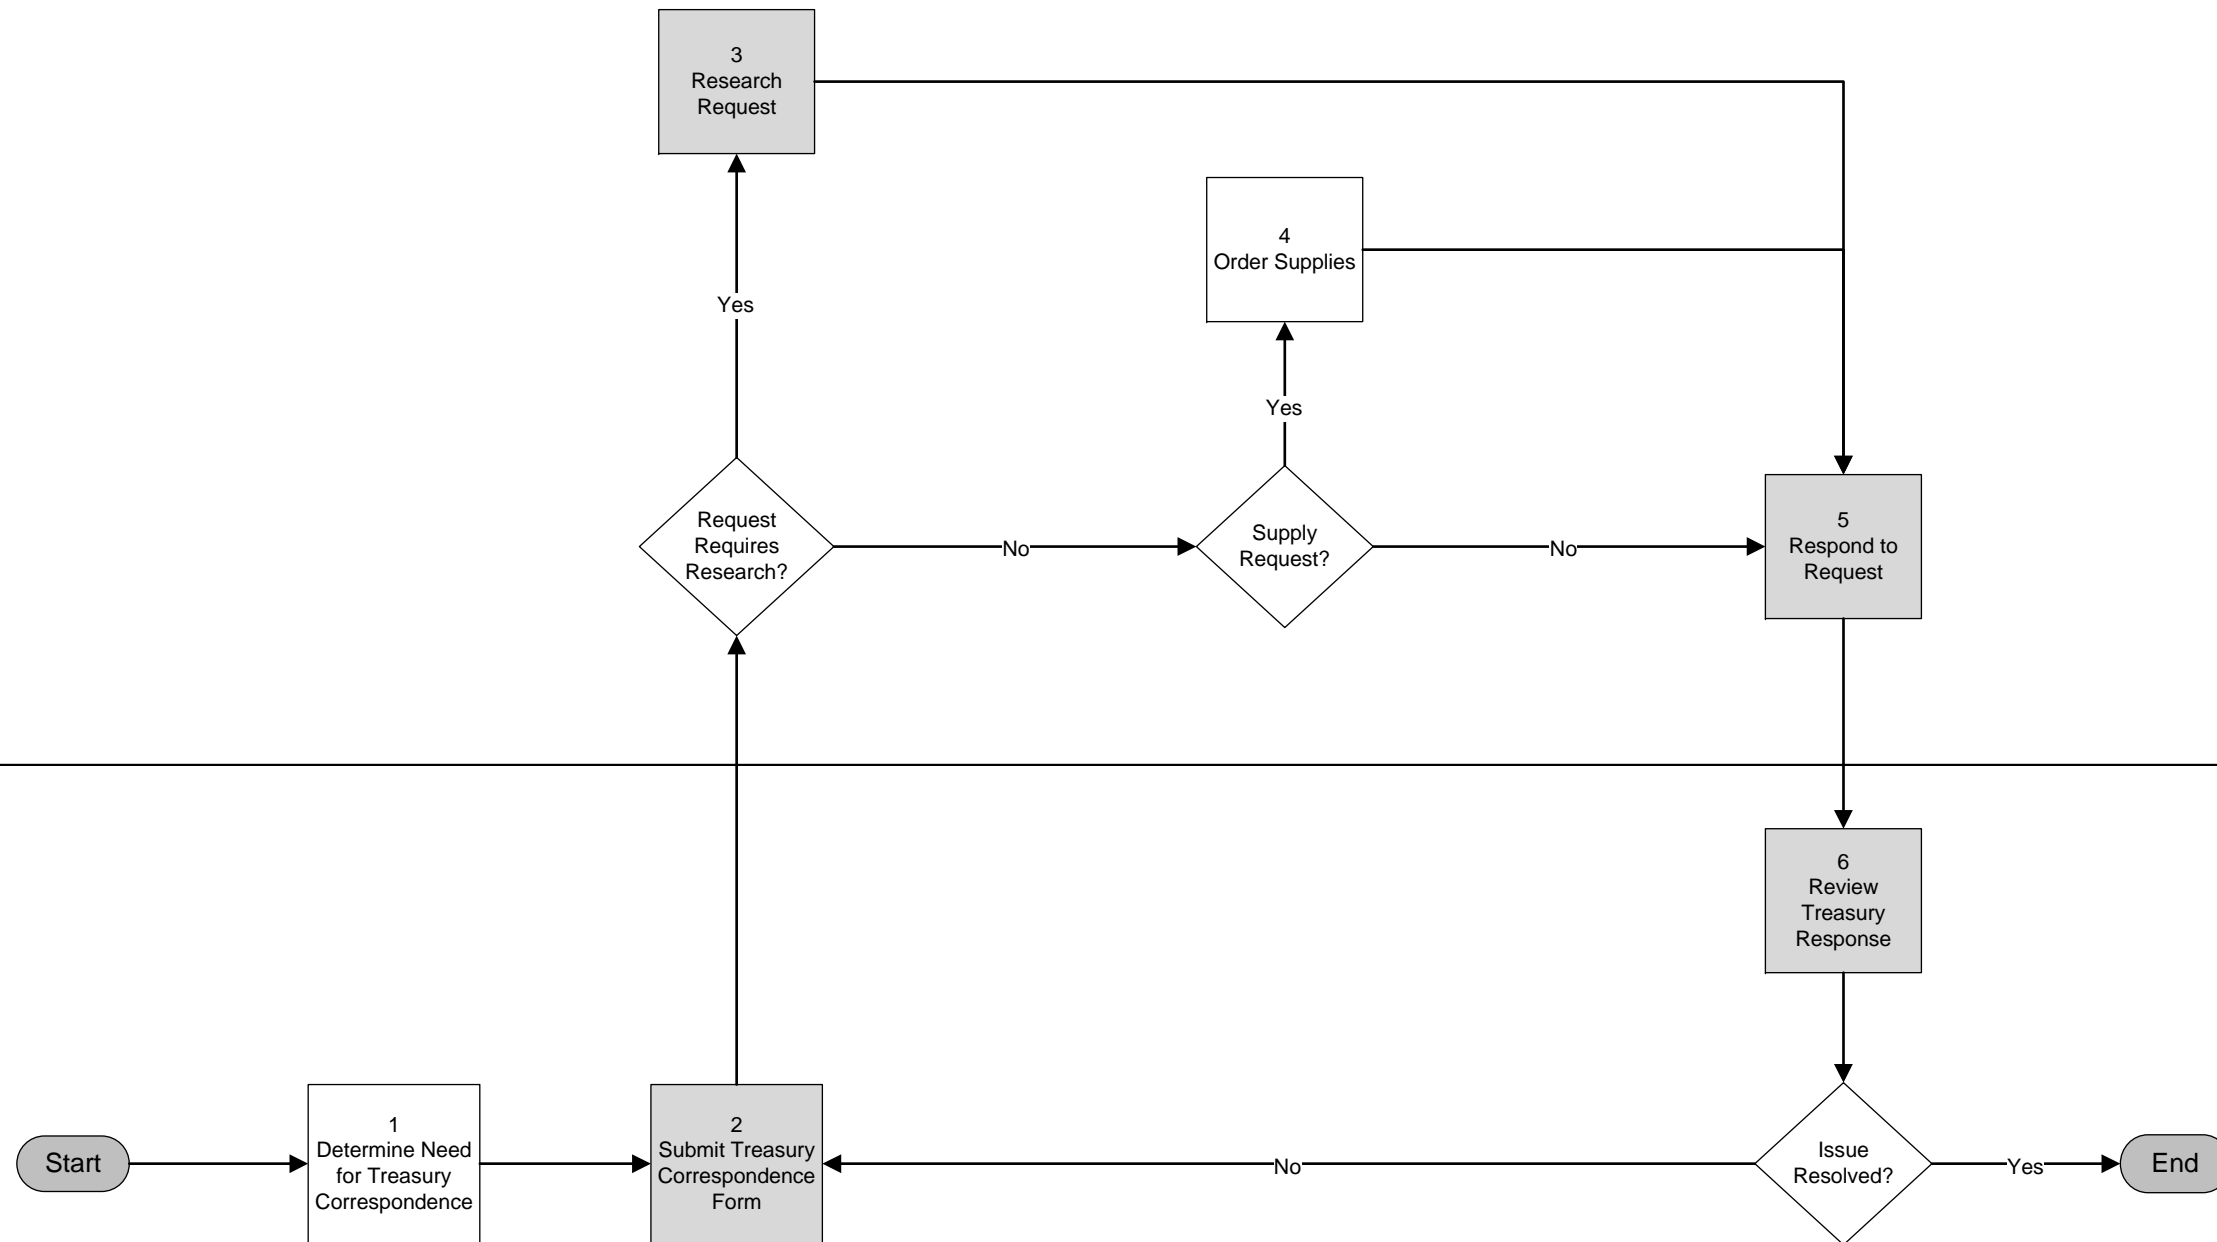 3
Research
Request
4
Order Supplies
Yes
Yes
Request
Requires
Research?
No
Supply
Request?
No
5
Respond to
Request
6
Review
Treasury
Response
Start
1
Determine Need
for Treasury
Correspondence
2
Submit Treasury
Correspondence
Form
No
Issue
Resolved?
Yes
End